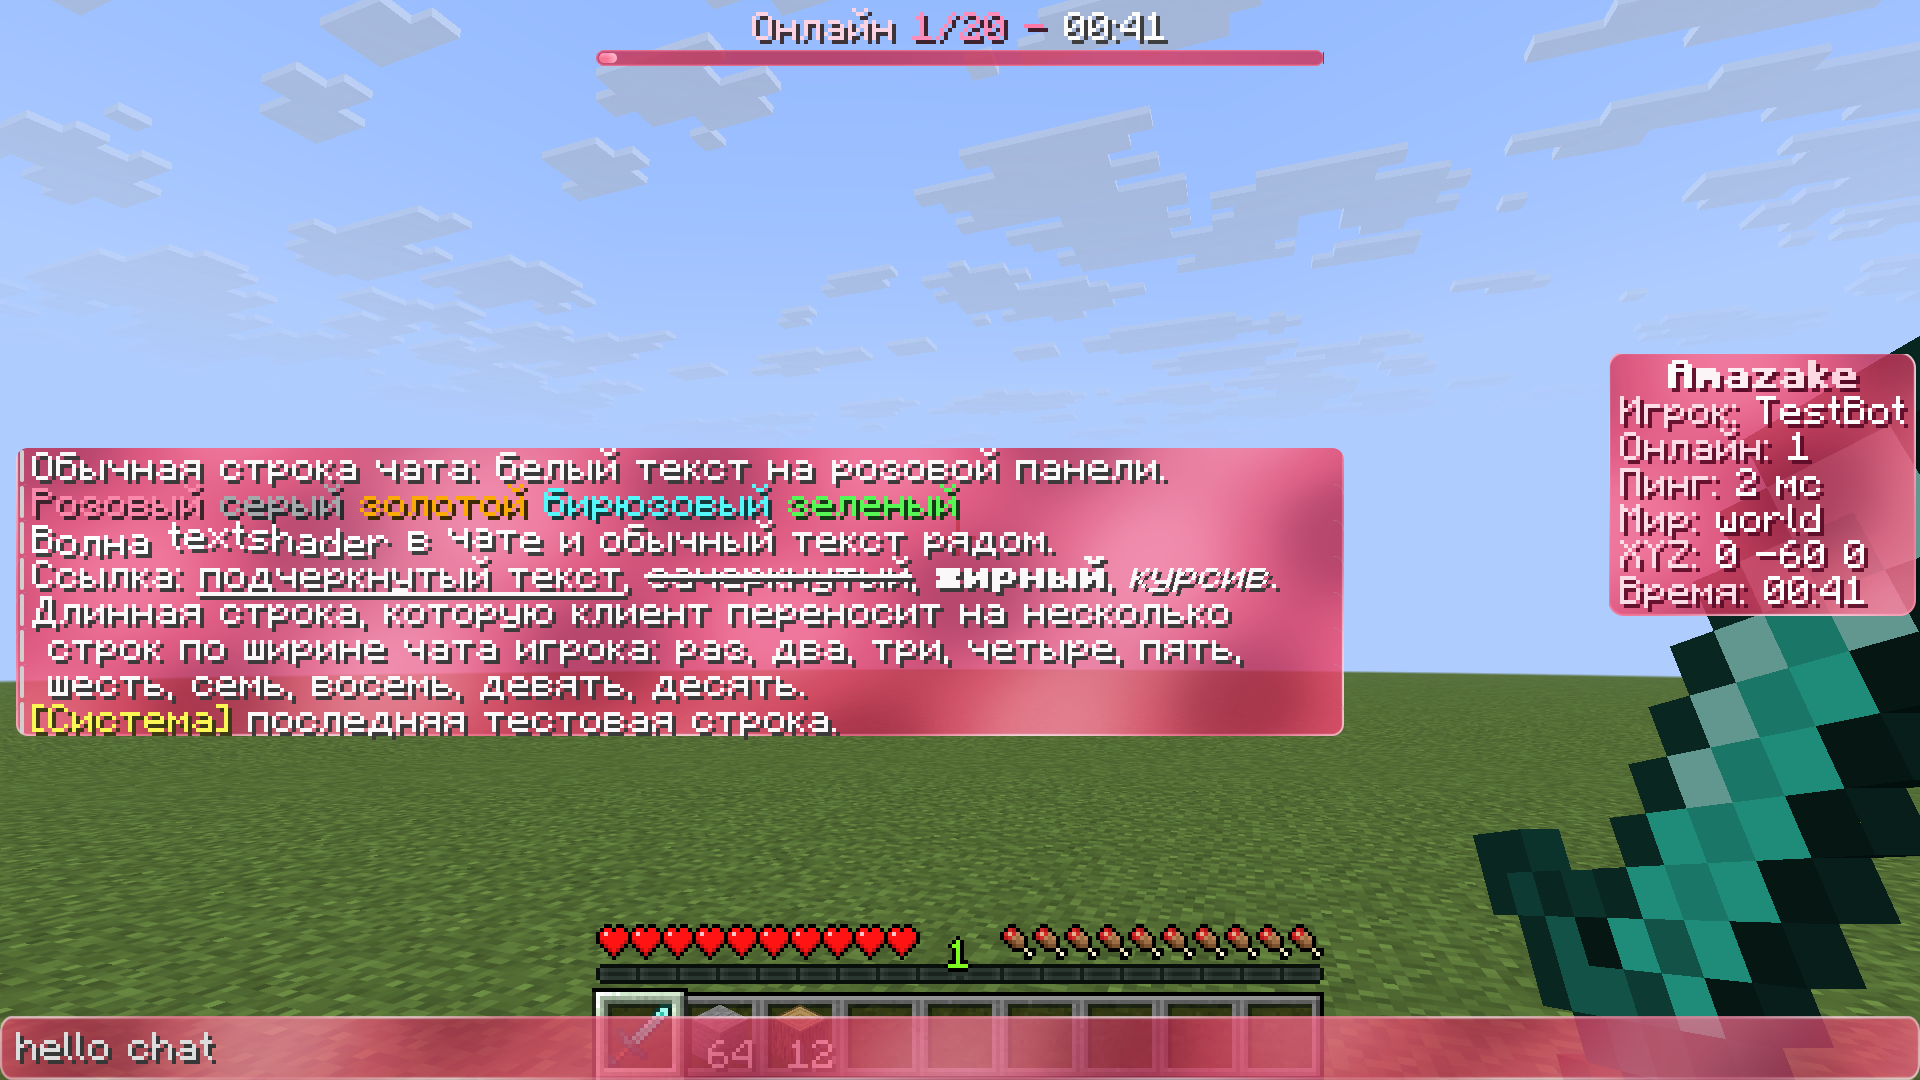 Онлайн 1/20 - 00:41
Amazake
Игрок: TestBot
Онлайн: 1
Пинг: 2 мс
Мир: world
XYZ: 0 -60 0
Время: 00:41
Обычная строка чата: белый текст на розовой панели.
Розовый серый золотой бирюзовый зеленый
Волна textshader в чате и обычный текст рядом.
Ссылка: подчеркнутый текст, зачеркнутый, жирный, курсив.
Длинная строка, которую клиент переносит на несколько
строк по ширине чата игрока: раз, два, три, четыре, пять,
шесть, семь, восемь, девять, десять.
[Система] последняя тестовая строка.
1
64 12
hello chat